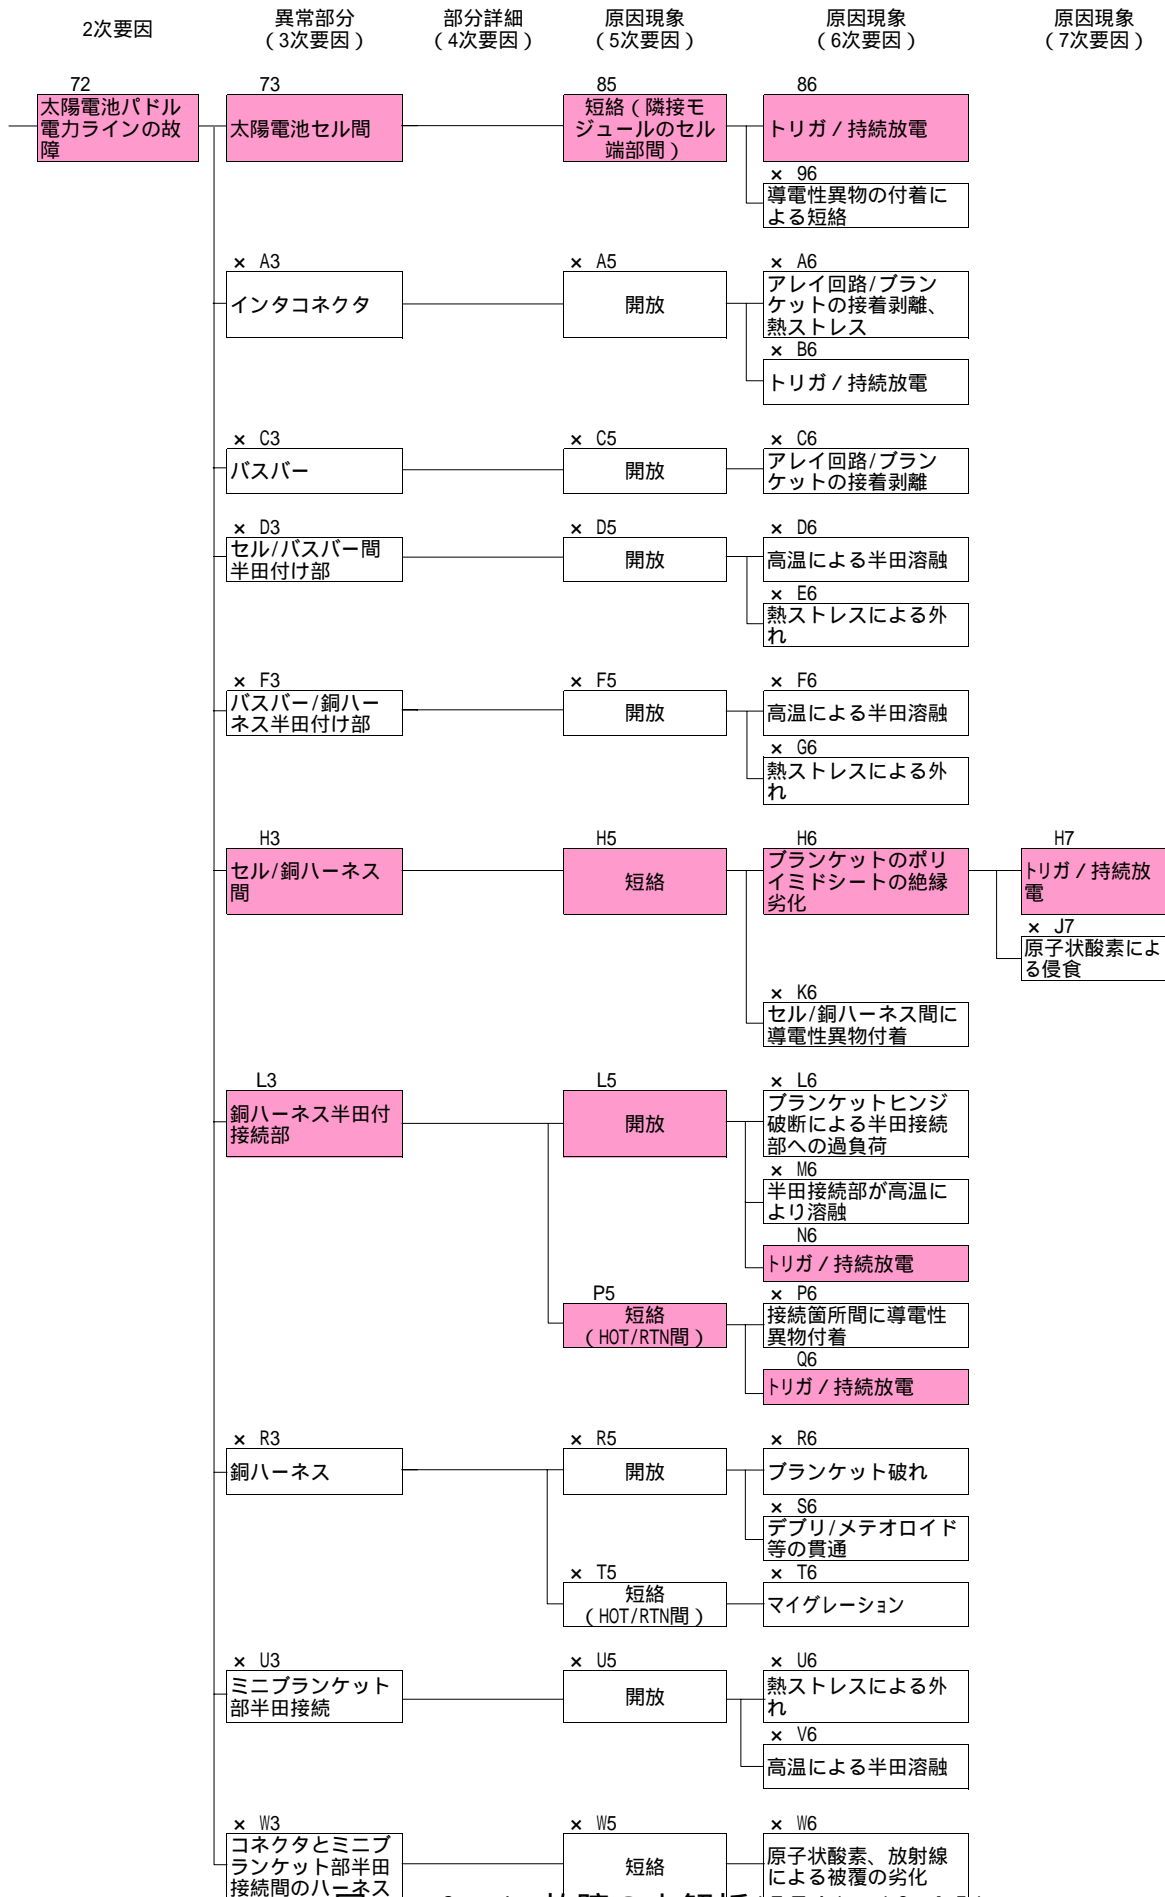 2次要因
異常部分
（3次要因）
部分詳細
（4次要因）
原因現象
（5次要因）
原因現象
（6次要因）
原因現象
（7次要因）
72
太陽電池パドル
電力ラインの故
障
73
太陽電池セル間
85
短絡（隣接モ
ジュールのセル
端部間）
86
トリガ/持続放電
× 96
導電性異物の付着に
よる短絡
× A3
インタコネクタ
× A5
開放
× A6
アレイ回路/ブラン
ケットの接着剥離、
熱ストレス
× B6
トリガ/持続放電
× C3
バスバー
× C5
開放
× C6
アレイ回路/ブラン
ケットの接着剥離
× D3
セル/バスバー間
半田付け部
× D5
開放
× D6
高温による半田溶融
× E6
熱ストレスによる外
れ
× F3
バスバー/銅ハー
ネス半田付け部
× F5
開放
× F6
高温による半田溶融
× G6
熱ストレスによる外
れ
H3
セル/銅ハーネス
間
H5
短絡
H6
ブランケットのポリ
イミドシートの絶縁
劣化
H7
トリガ/持続放
電
× J7
原子状酸素によ
る侵食
× K6
セル/銅ハーネス間に
導電性異物付着
L3
銅ハーネス半田付
接続部
L5
開放
× L6
ブランケットヒンジ
破断による半田接続
部への過負荷
× M6
半田接続部が高温に
より溶融
N6
トリガ/持続放電
P5
短絡
（HOT/RTN間）
× P6
接続箇所間に導電性
異物付着
Q6
トリガ/持続放電
× R3
銅ハーネス
× R5
開放
× R6
ブランケット破れ
× S6
デブリ/メテオロイド
等の貫通
× T5
短絡
（HOT/RTN間）
× T6
マイグレーション
× U3
ミニブランケット
部半田接続
× U5
開放
× U6
熱ストレスによる外
れ
× V6
高温による半田溶融
× W3
コネクタとミニブ
ランケット部半田
接続間のハーネス
× W5
短絡
× W6
原子状酸素、放射線
による被覆の劣化